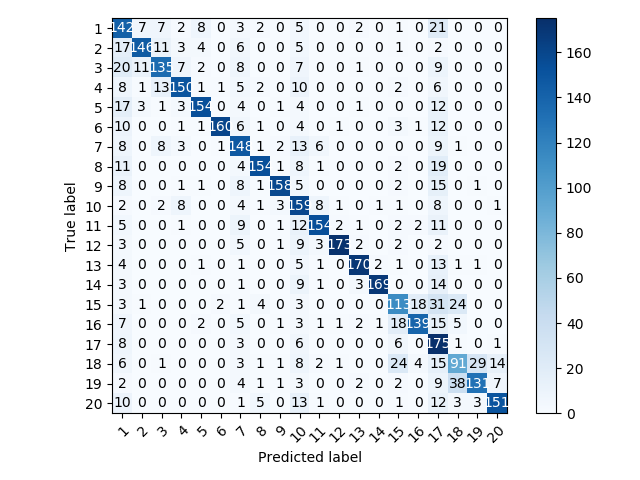 1 142 7 7 2 8 0 3 2 0 5 0 0 2 0 1 0 21 0 0 0
2 17 146 11 3 4 0 6 0 0 5 0 0 0 0 1 0 2 0 0 0
3 20 11 135 7 2 0 8 0 0 7 0 0 1 0 0 0 9 0 0 0
4 8 1 13 150 1 1 5 2 0 10 0 0 0 0 2 0 6 0 0 0
5 17 3 1 3 154 0 4 0 1 4 0 0 1 0 0 0 12 0 0 0
6 10 0 0 1 1 160 6 1 0 4 0 1 0 0 3 1 12 0 0 0
7 8 0 8 3 0 1 148 1 2 13 6 0 0 0 0 0 9 1 0 0
8 11 0 0 0 0 0 4 154 1 8 1 0 0 0 2 0 19 0 0 0
9 8 0 0 1 1 0 8 1 158 5 0 0 0 0 2 0 15 0 1 0
10 2 0 2 8 0 0 4 1 3 159 8 1 0 1 1 0 8 0 0 1
11 5 0 0 1 0 0 9 0 1 12 154 2 1 0 2 2 11 0 0 0
12 3 0 0 0 0 0 5 0 1 9 3 173 2 0 2 0 2 0 0 0
13 4 0 0 0 1 0 1 0 0 5 1 0 170 2 1 0 13 1 1 0
14 3 0 0 0 0 0 1 0 0 9 1 0 3 169 0 0 14 0 0 0
15 3 1 0 0 0 2 1 4 0 3 0 0 0 0 113 18 31 24 0 0
16 7 0 0 0 2 0 5 0 1 3 1 1 2 1 18 139 15 5 0 0
17 8 0 0 0 0 0 3 0 0 6 0 0 0 0 6 0 175 1 0 1
18 6 0 1 0 0 0 3 1 1 8 2 1 0 0 24 4 15 91 29 14
19 2 0 0 0 0 0 4 1 1 3 0 0 2 0 2 0 9 38 131 7
20 10 0 0 0 0 0 1 5 0 13 1 0 0 0 1 0 12 3 3 151
1 2 3 4 5 6 7 8 9 10 11 12 13 14 15 16 17 18 19 20
Predicted label
True label
160
140
120
100
80
60
40
20
0